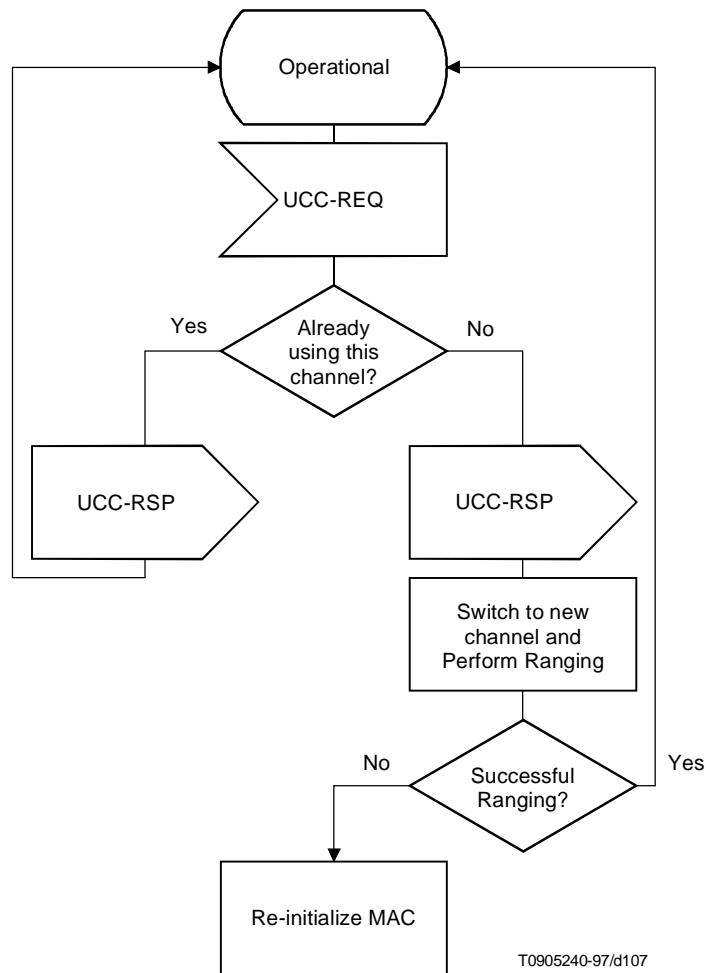 Operational
UCC-REQ
Yes
Already
using this
channel?
No
UCC-RSP
UCC-RSP
Switch to new
channel and
Perform Ranging
No
Successful
Ranging?
Yes
Re-initialize MAC
T0905240-97/d107